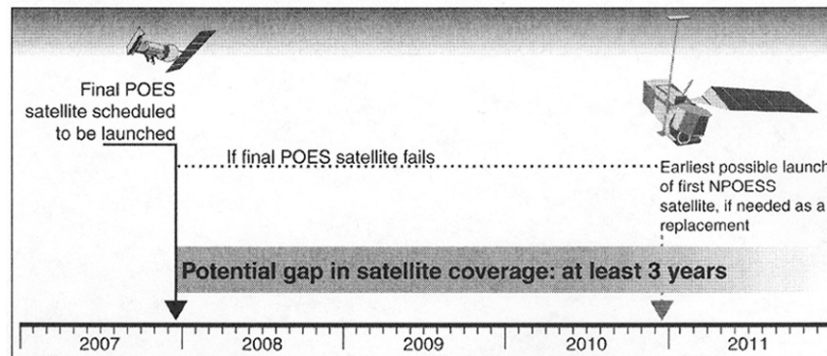 Final POES
satellite scheduled
to be launched
If final POES satellite fails
Earliest possible launch
of first NPOESS
satellite, if needed as a
replacement
Potential gap in satellite coverage: at least 3 years
2007 2008 2009 2010 2011